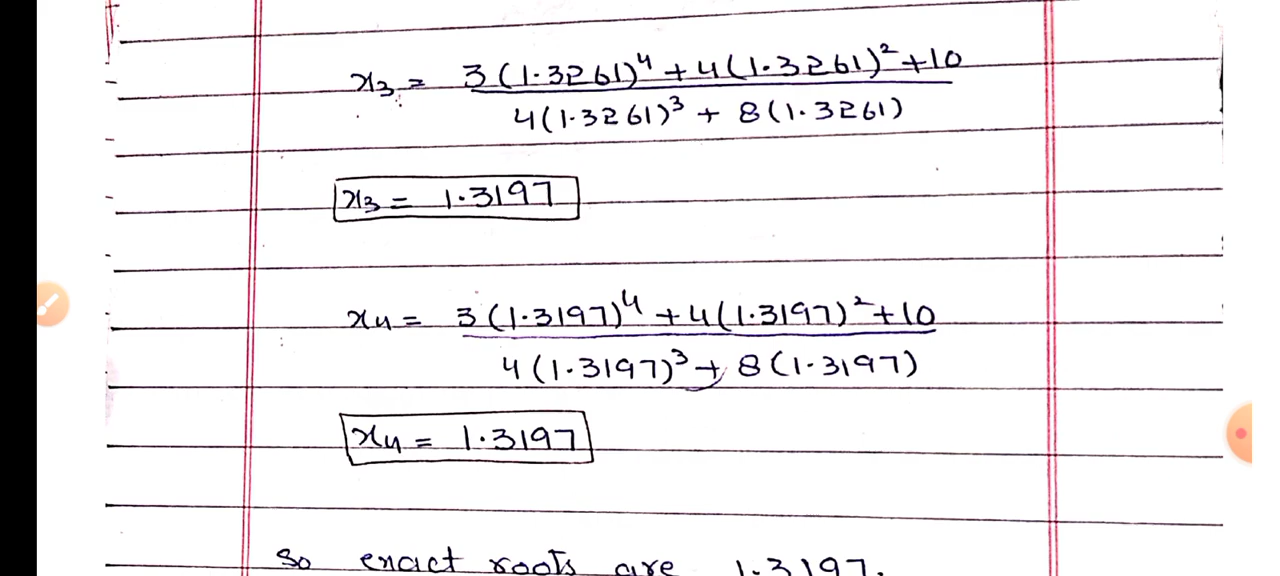 x3 = 3(1.3261)⁴ + 4(1.3261)² + 10
4(1.3261)³ + 8(1.3261)
x3 = 1.3197
x4 = 3(1.3197)⁴ + 4(1.3197)² + 10
4(1.3197)³ + 8(1.3197)
x4 = 1.3197
So exact roots are 1.3197.